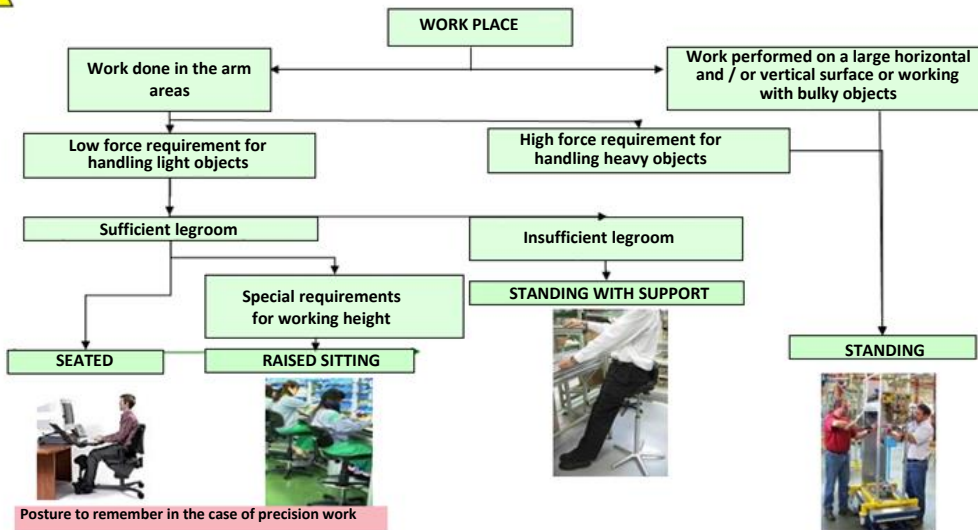 WORK PLACE
Work done in the arm
areas
Work performed on a large horizontal
and / or vertical surface or working
with bulky objects
Low force requirement for
handling light objects
High force requirement for
handling heavy objects
Sufficient legroom
Insufficient legroom
Special requirements
for working height
STANDING WITH SUPPORT
SEATED
RAISED SITTING
STANDING
Posture to remember in the case of precision work